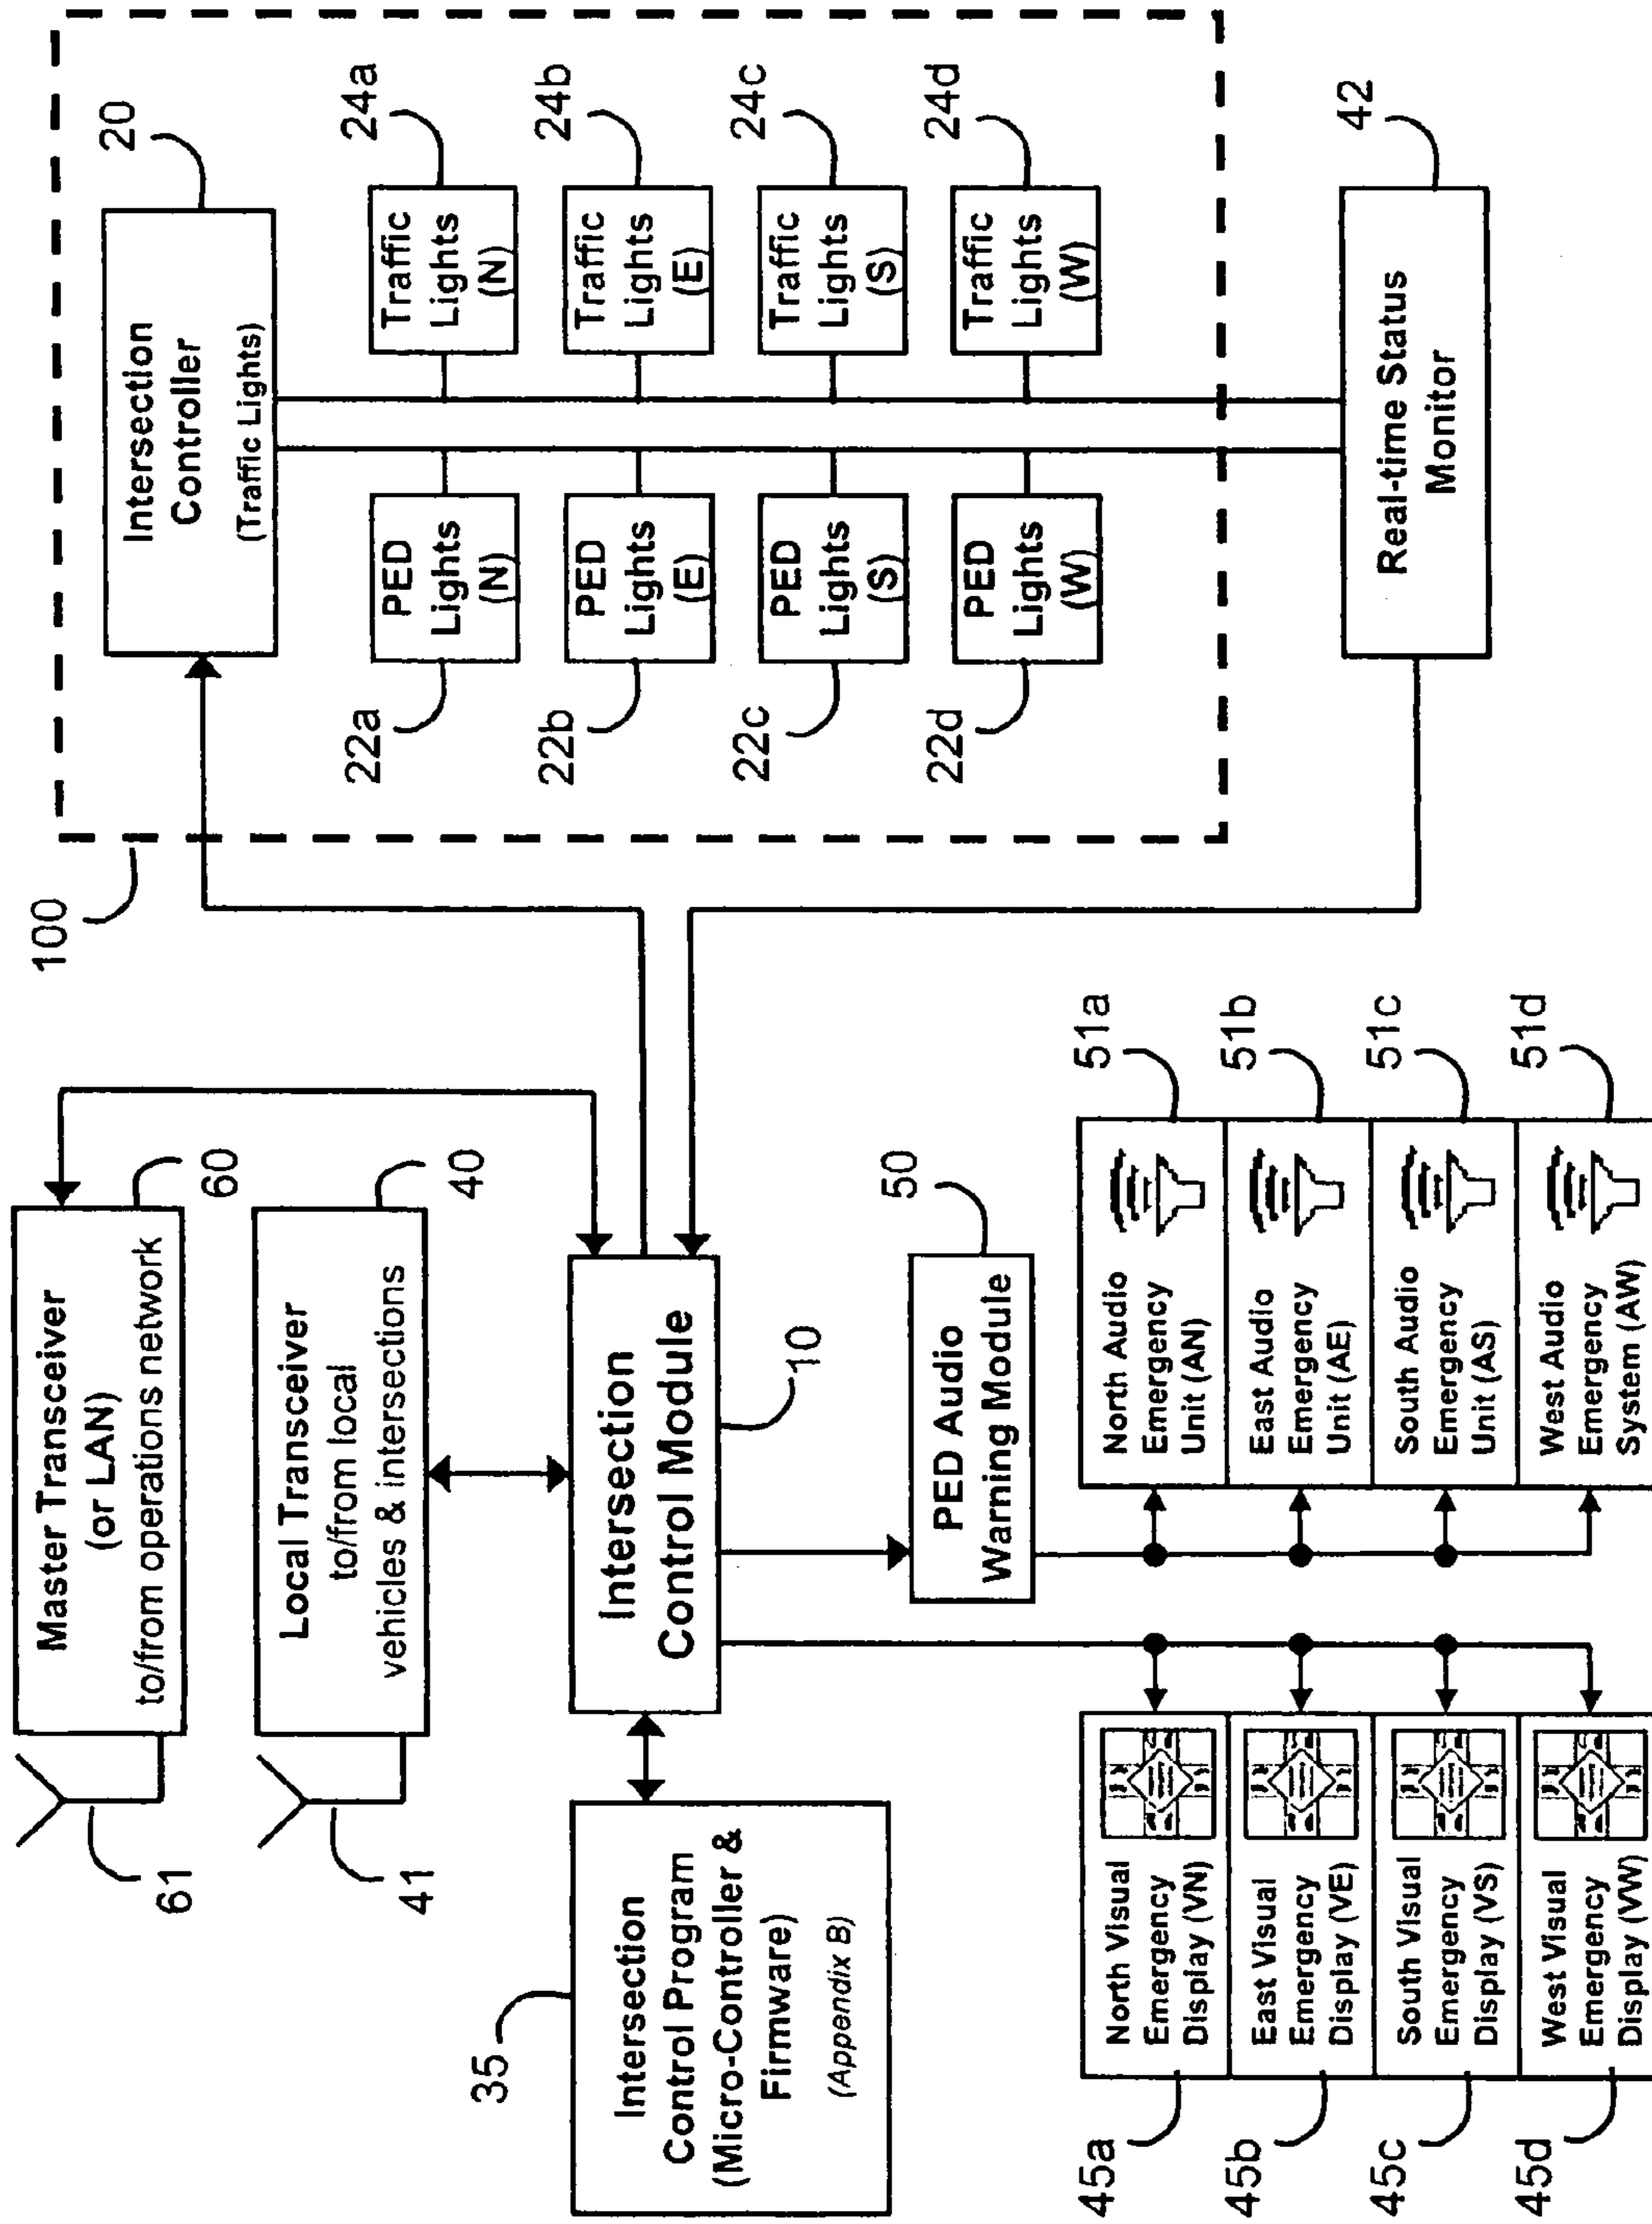 61
Master Transceiver
(or LAN)
to/from operations network
60
41
Local Transceiver
to/from local
vehicles & intersections
40
35
Intersection
Control Program
(Micro-Controller &
Firmware)
(Appendix B)
Intersection
Control Module
10
50
PED Audio
Warning Module
45a
North Visual
Emergency
Display (VN)
45b
East Visual
Emergency
Display (VE)
45c
South Visual
Emergency
Display (VS)
45d
West Visual
Emergency
Display (VW)
North Audio
Emergency
Unit (AN)
51a
East Audio
Emergency
Unit (AE)
51b
South Audio
Emergency
Unit (AS)
51c
West Audio
Emergency
System (AW)
51d
100
Intersection
Controller
(Traffic Lights)
20
22a
PED
Lights
(N)
Traffic
Lights
(N)
24a
22b
PED
Lights
(E)
Traffic
Lights
(E)
24b
22c
PED
Lights
(S)
Traffic
Lights
(S)
24c
22d
PED
Lights
(W)
Traffic
Lights
(W)
24d
Real-time Status
Monitor
42